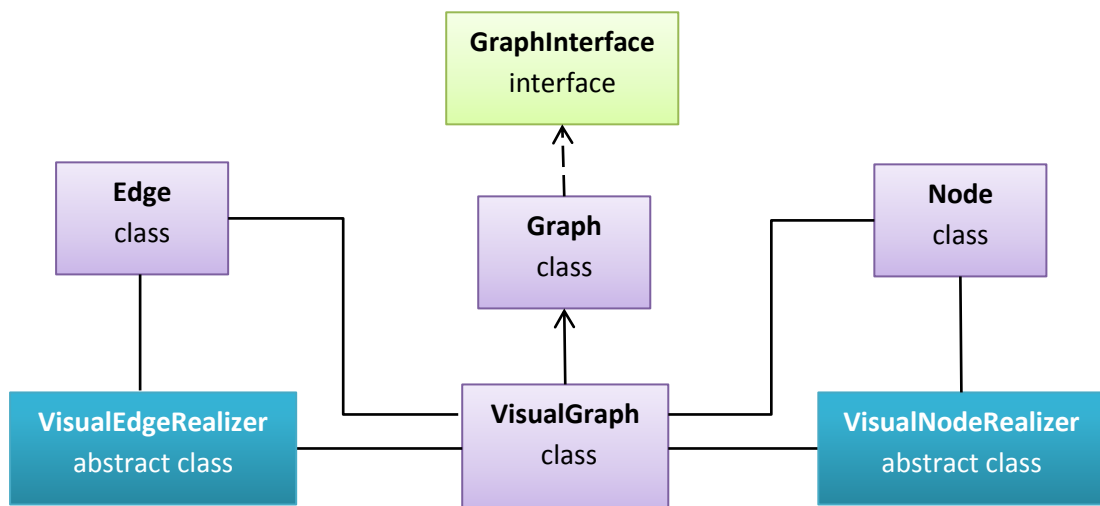 GraphInterface
interface
Edge
class
Graph
class
Node
class
VisualEdgeRealizer
abstract class
VisualGraph
class
VisualNodeRealizer
abstract class